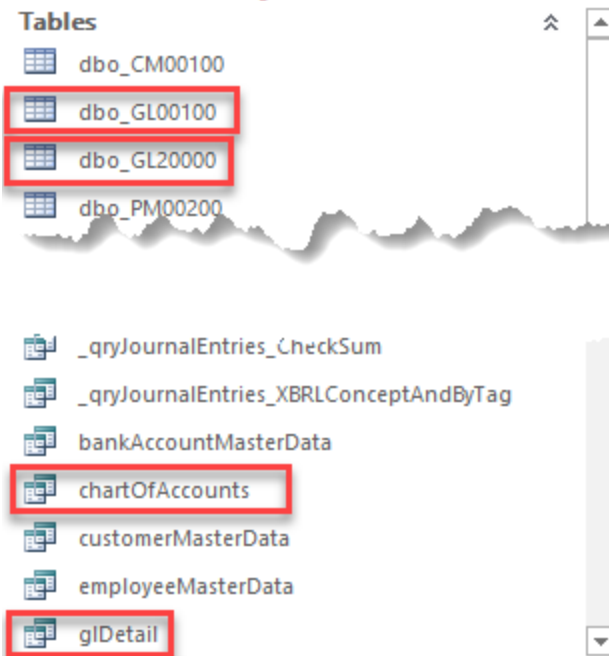 Tables
dbo_CM00100
dbo_GL00100
dbo_GL20000
dbo_PM00200
_qryJournalEntries_CheckSum
_qryJournalEntries_XBRLConceptAndByTag
bankAccountMasterData
chartOfAccounts
customerMasterData
employeeMasterData
glDetail